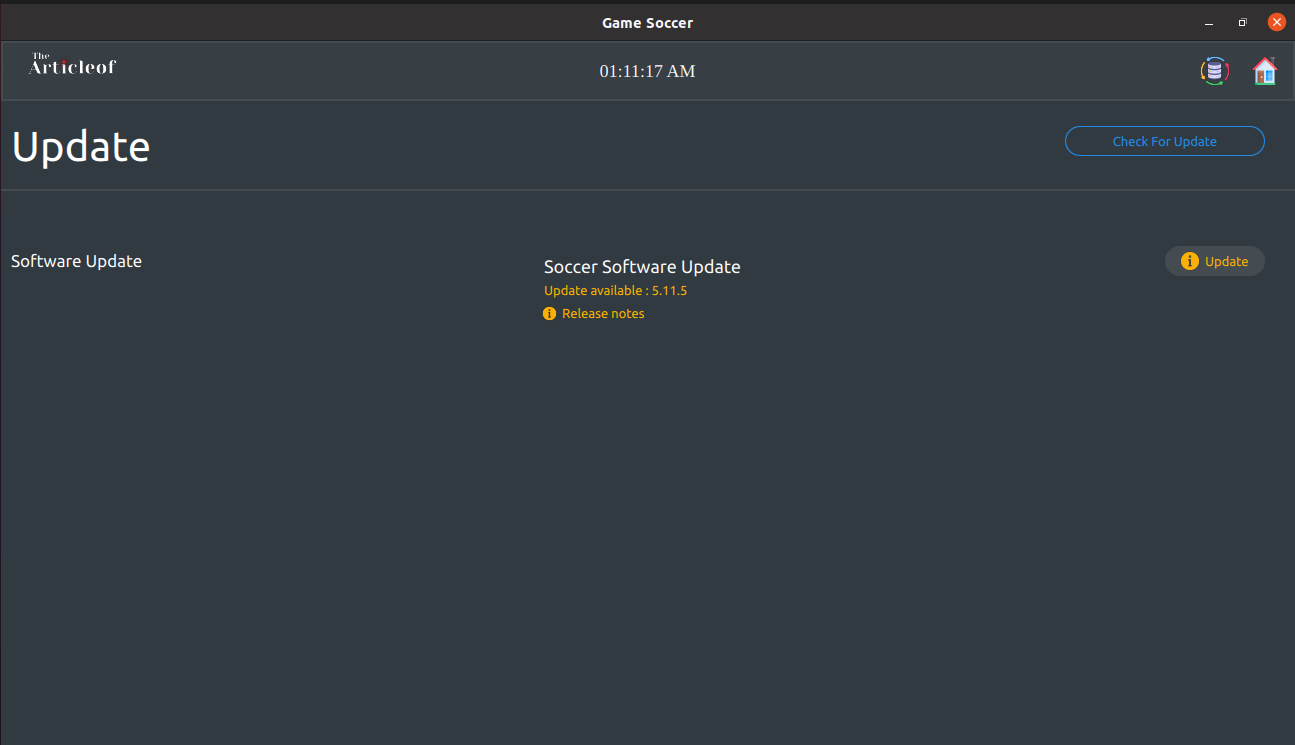 Game Soccer
The
Articleof
01:11:17 AM
Update
Check For Update
Software Update
Soccer Software Update
Update available : 5.11.5
Release notes
Update